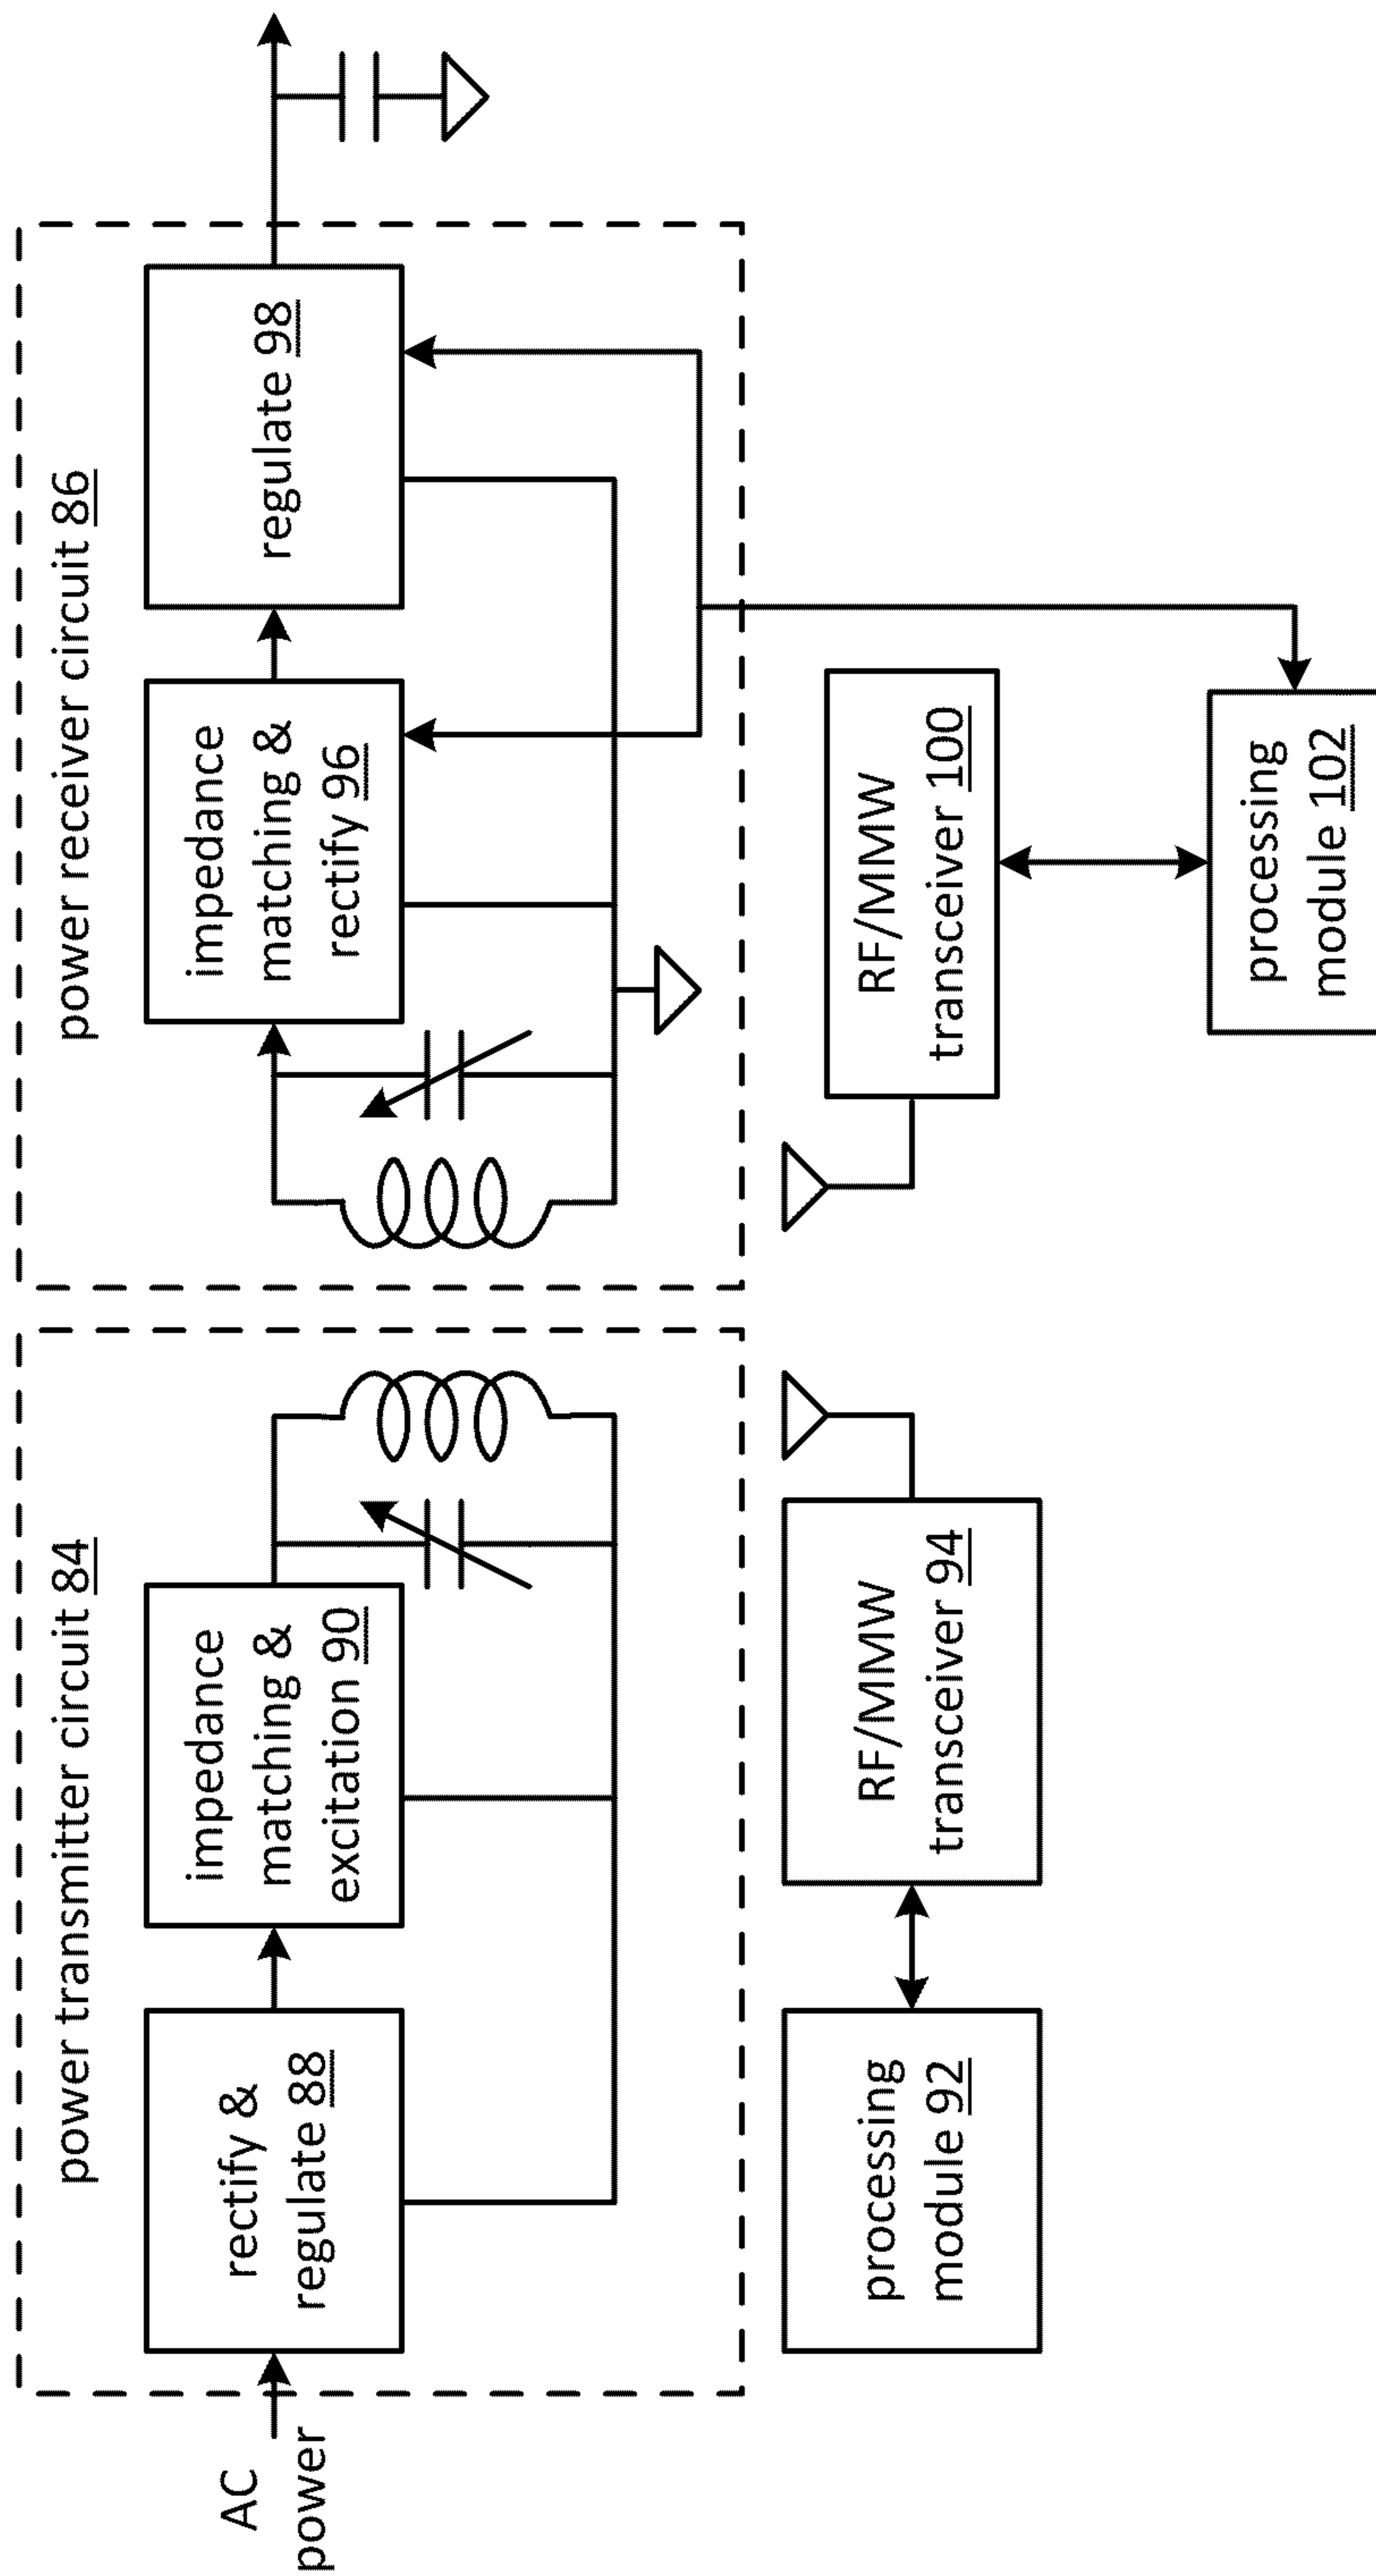 AC
power
power transmitter circuit 84
rectify &
regulate 88
impedance
matching &
excitation 90
processing
module 92
RF/MMW
transceiver 94
power receiver circuit 86
impedance
matching &
rectify 96
regulate 98
RF/MMW
transceiver 100
processing
module 102